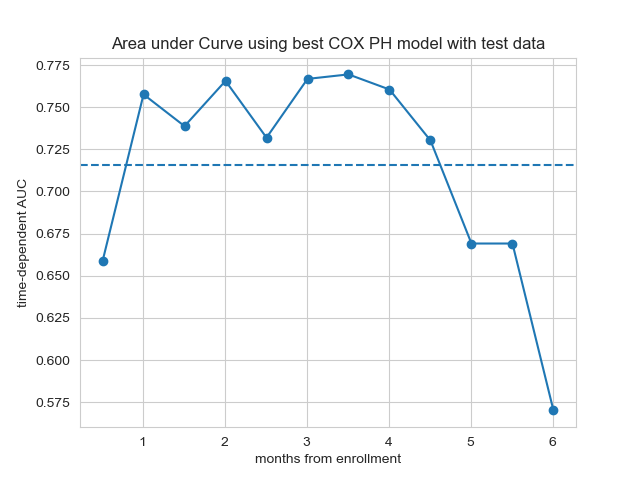 Area under Curve using best COX PH model with test data
0.775
0.750
0.725
0.700
0.675
0.650
0.625
0.600
0.575
time-dependent AUC
1 2 3 4 5 6
months from enrollment